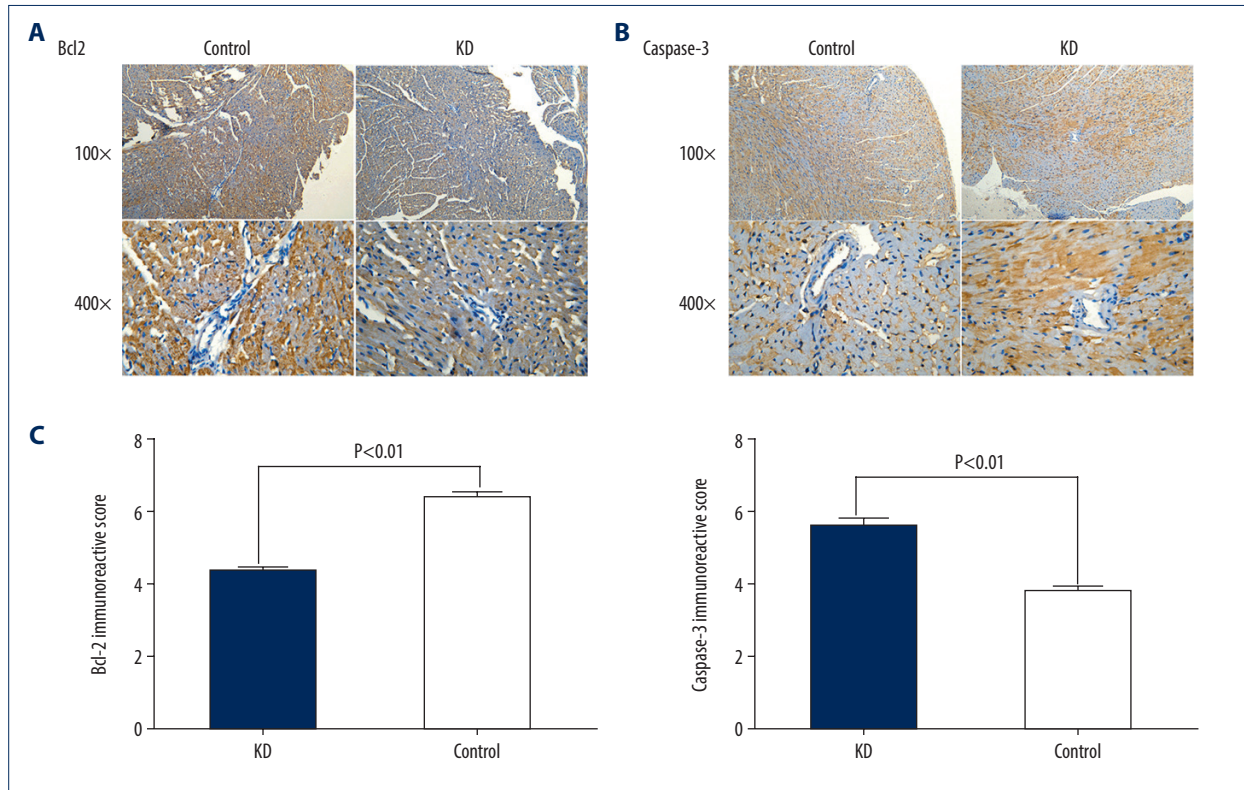 A
Bcl2 Control KD
100×
400×
B
Caspase-3 Control KD
100×
400×
C
8
6
4
2
0
Bcl-2 immunoreactive score
P<0.01
KD Control
8
6
4
2
0
Caspase-3 immunoreactive score
P<0.01
KD Control